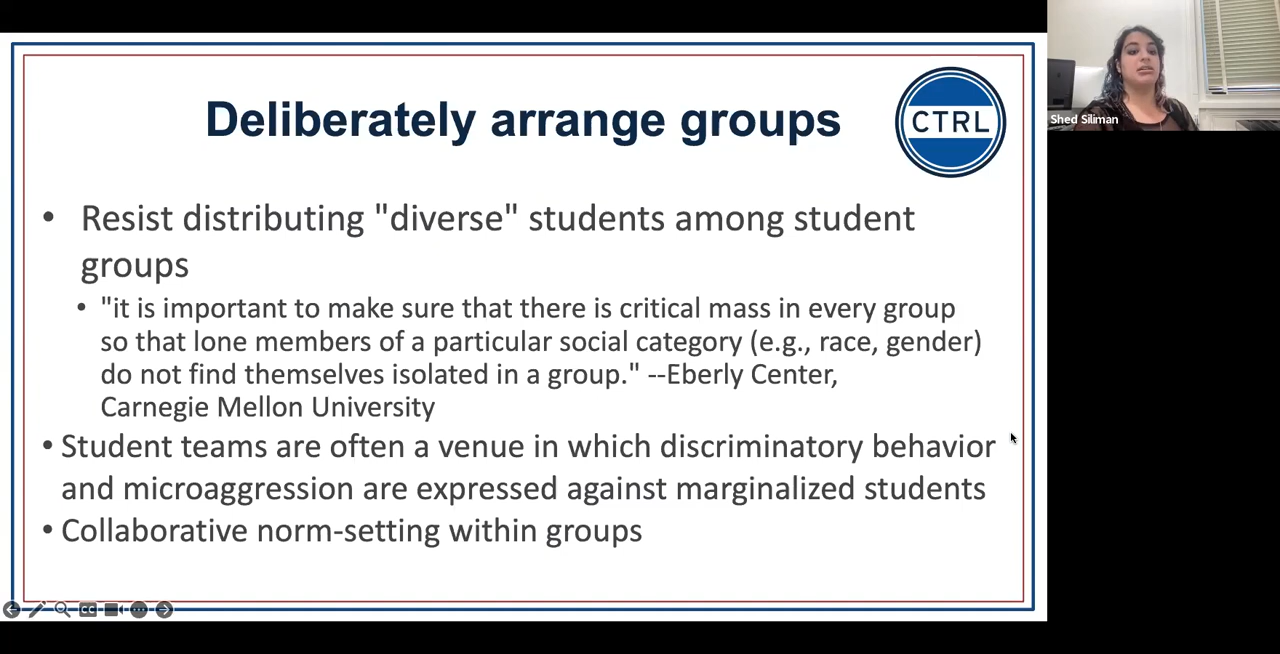 Deliberately arrange groups
CTRL
• Resist distributing "diverse" students among student
groups
• "it is important to make sure that there is critical mass in every group
so that lone members of a particular social category (e.g., race, gender)
do not find themselves isolated in a group." --Eberly Center,
Carnegie Mellon University
• Student teams are often a venue in which discriminatory behavior
and microaggression are expressed against marginalized students
• Collaborative norm-setting within groups
CC
Shed Siliman